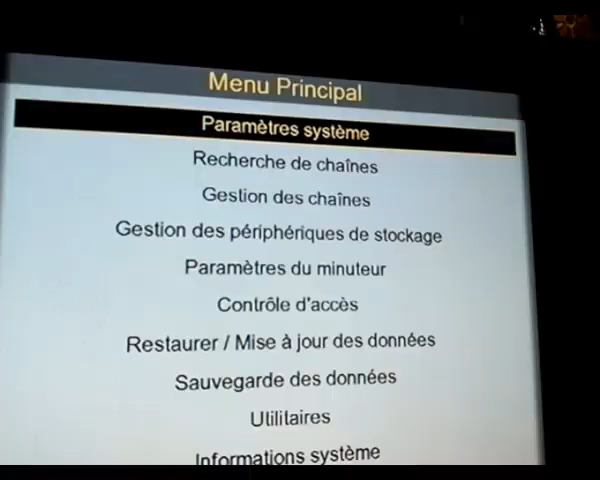 Menu Principal
Paramètres système
Recherche de chaînes
Gestion des chaînes
Gestion des périphériques de stockage
Paramètres du minuteur
Contrôle d'accès
Restaurer / Mise à jour des données
Sauvegarde des données
Utilitaires
Informations système